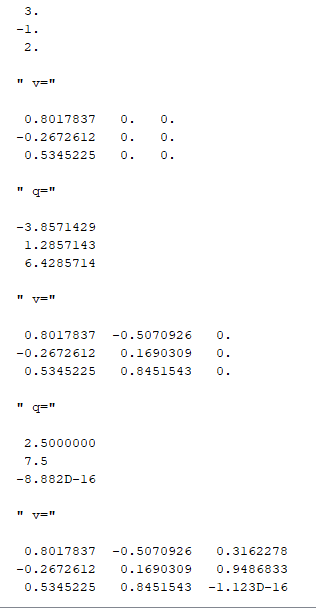 3.
-1.
2.
" v="
0.8017837 0. 0.
-0.2672612 0. 0.
0.5345225 0. 0.
" q="
-3.8571429
1.2857143
6.4285714
" v="
0.8017837 -0.5070926 0.
-0.2672612 0.1690309 0.
0.5345225 0.8451543 0.
" q="
2.5000000
7.5
-8.882D-16
" v="
0.8017837 -0.5070926 0.3162278
-0.2672612 0.1690309 0.9486833
0.5345225 0.8451543 -1.123D-16